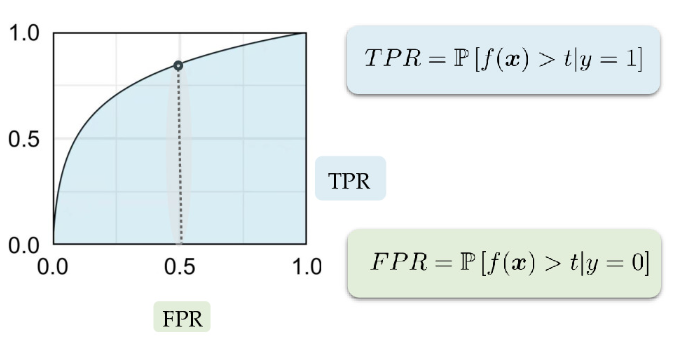 1.0
0.5
0.0
0.0 0.5 1.0
FPR
TPR
TPR = ℙ [f(x) > t|y = 1]
FPR = ℙ [f(x) > t|y = 0]